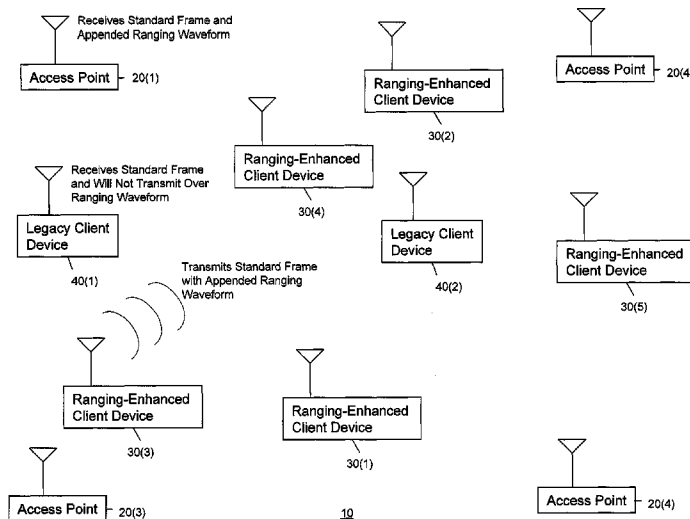 Receives Standard Frame and
Appended Ranging Waveform
Access Point
20(1)
Ranging-Enhanced
Client Device
30(2)
Access Point
20(4
Ranging-Enhanced
Client Device
30(4)
Receives Standard Frame
and Will Not Transmit Over
Ranging Waveform
Legacy Client
Device
40(1)
Legacy Client
Device
40(2)
Ranging-Enhanced
Client Device
30(5)
Transmits Standard Frame
with Appended Ranging
Waveform
Ranging-Enhanced
Client Device
30(3)
Ranging-Enhanced
Client Device
30(1)
Access Point
20(3)
10
Access Point
20(4)